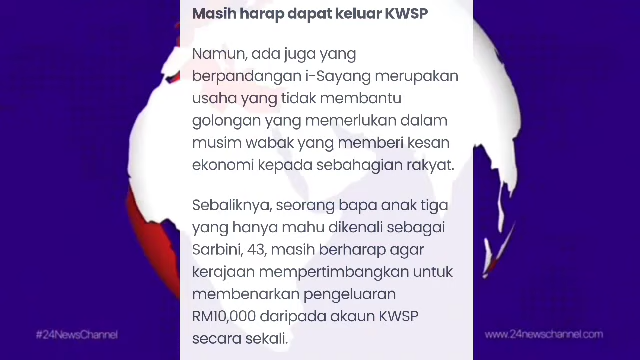 Masih harap dapat keluar KWSP
Namun, ada juga yang
berpandangan i-Sayang merupakan
usaha yang tidak membantu
golongan yang memerlukan dalam
musim wabak yang memberi kesan
ekonomi kepada sebahagian rakyat.
Sebaliknya, seorang bapa anak tiga
yang hanya mahu dikenali sebagai
Sarbini, 43, masih berharap agar
kerajaan mempertimbangkan untuk
membenarkan pengeluaran
RM10,000 daripada akaun KWSP
secara sekali.
#24NewsChannel
www.24newschannel.com